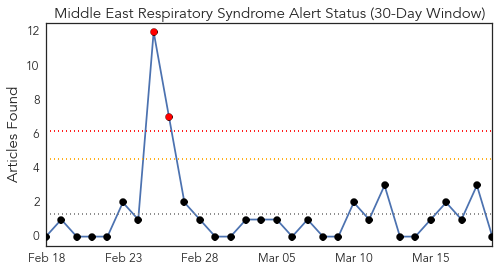 Middle East Respiratory Syndrome Alert Status (30-Day Window)
Articles Found
12
10
8
6
4
2
0
Feb 18
Feb 23
Feb 28
Mar 05
Mar 10
Mar 15